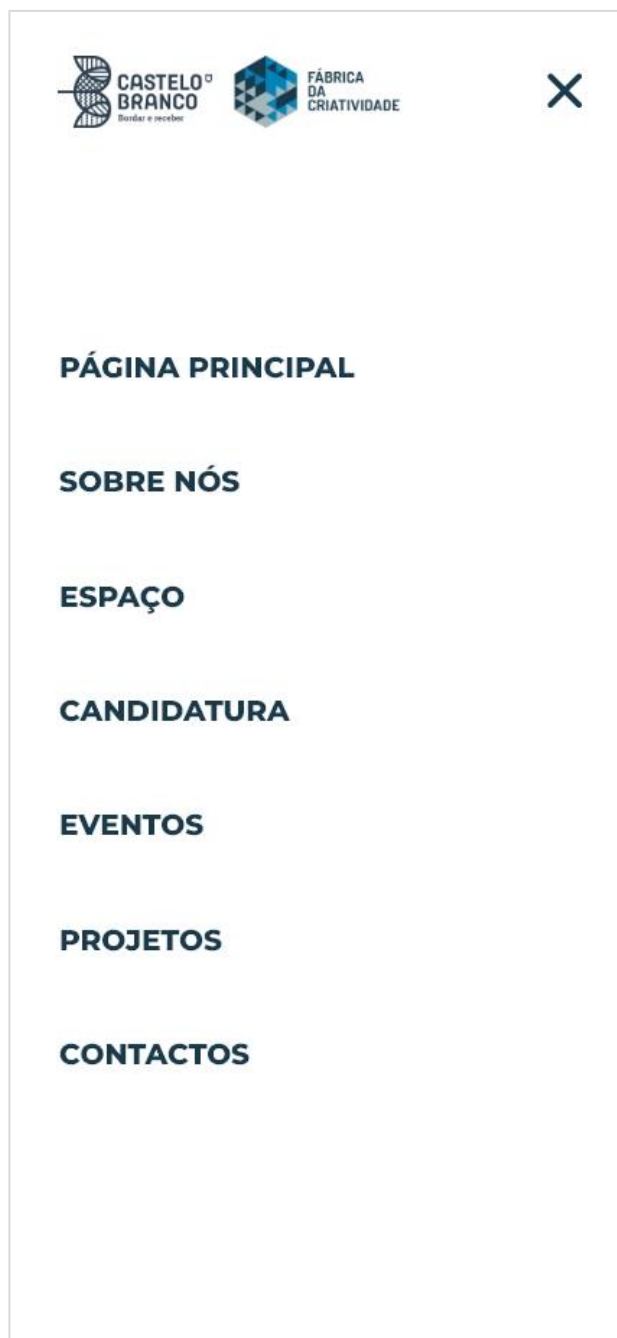 CASTELO
BRANCO
Bordar e receber
FÁBRICA
DA
CRIATIVIDADE
PÁGINA PRINCIPAL
SOBRE NÓS
ESPAÇO
CANDIDATURA
EVENTOS
PROJETOS
CONTACTOS